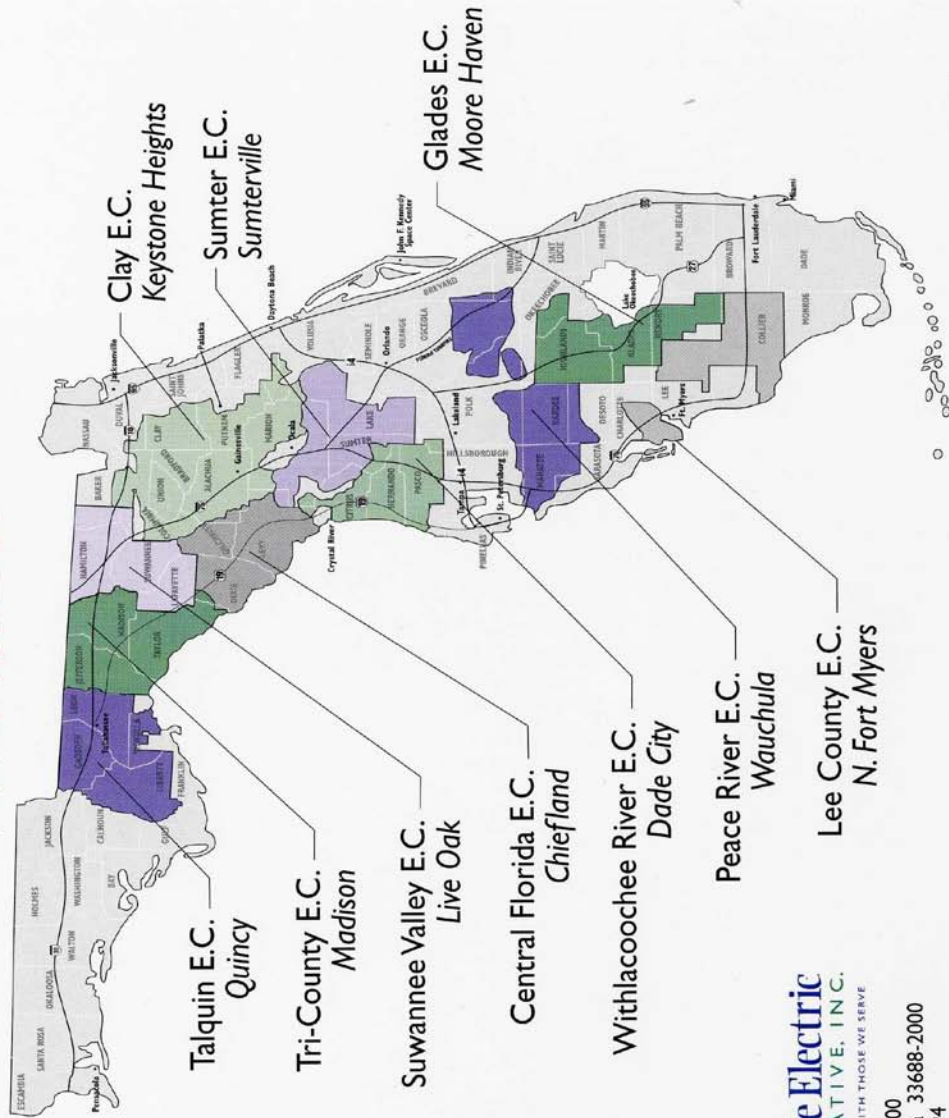 Clay E.C.
Keystone Heights
Sumter E.C.
Sumterville
Glades E.C.
Moore Haven
Talquin E.C.
Quincy
Tri-County E.C.
Madison
Suwannee Valley E.C.
Live Oak
Central Florida E.C.
Chiefland
Withlacoochee River E.C.
Dade City
Peace River E.C.
Wauchula
Lee County E.C.
N. Fort Myers
ESCAMBIA
SANTA ROSA
OKALOOSA
WALTON
HOLMES
WASHINGTON
JACKSON
BAY
CALHOUN
GULF
Pensacola
GADSDEN
LEON
Tallahassee
LIBERTY
FRANKLIN
JEFFERSON
MADISON
TAYLOR
HAMILTON
SUWANNEE
LAFAYETTE
BAKER
NASSAU
DUVAL
Jacksonville
CLAY
SAINT JOHNS
UNION
BRADFORD
ALACHUA
Gainesville
PUTNAM
Palatka
FLAGLER
Daytona Beach
MARION
Ocala
DIXIE
LEVY
19
Crystal River
CITRUS
SUMTER
LAKE
VOLUSIA
SEMINOLE
Orlando
ORANGE
OSCEOLA
BREVARD
John F. Kennedy
Space Center
HERNANDO
PASCO
HILLSBOROUGH
PINELLAS
Tampa
St. Petersburg
Lakeland
POLK
MANATEE
HARDEE
SARASOTA
DESOTO
CHARLOTTE
HIGHLANDS
OKEECHOBEE
INDIAN RIVER
SAINT LUCIE
MARTIN
Lake
Okeechobee
GLADES
HENDRY
LEE
Ft. Myers
PALM BEACH
27
BROWARD
Fort Lauderdale
COLLIER
MONROE
DADE
Miami
e Electric
ATIVE, INC.
ITH THOSE WE SERVE
00
33688-2000